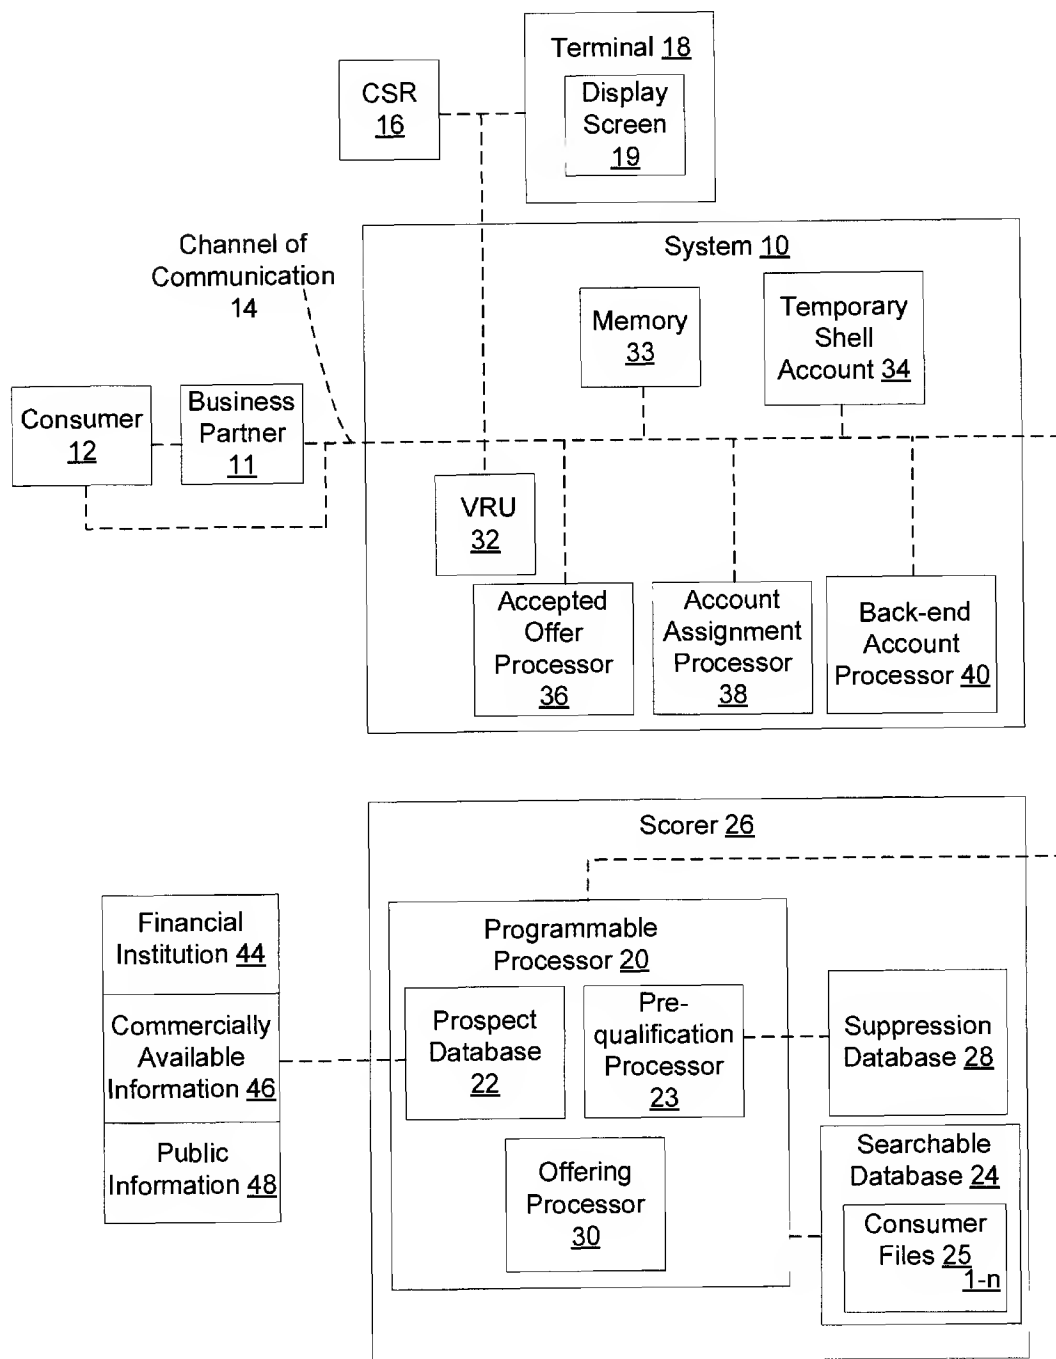 Terminal 18
Display
Screen
19
CSR
16
Channel of
Communication
14
System 10
Memory
33
Temporary
Shell
Account 34
Consumer
12
Business
Partner
11
VRU
32
Accepted
Offer
Processor
36
Account
Assignment
Processor
38
Back-end
Account
Processor 40
Scorer 26
Financial
Institution 44
Commercially
Available
Information 46
Public
Information 48
Programmable
Processor 20
Prospect
Database
22
Pre-
qualification
Processor
23
Suppression
Database 28
Offering
Processor
30
Searchable
Database 24
Consumer
Files 25
1-n